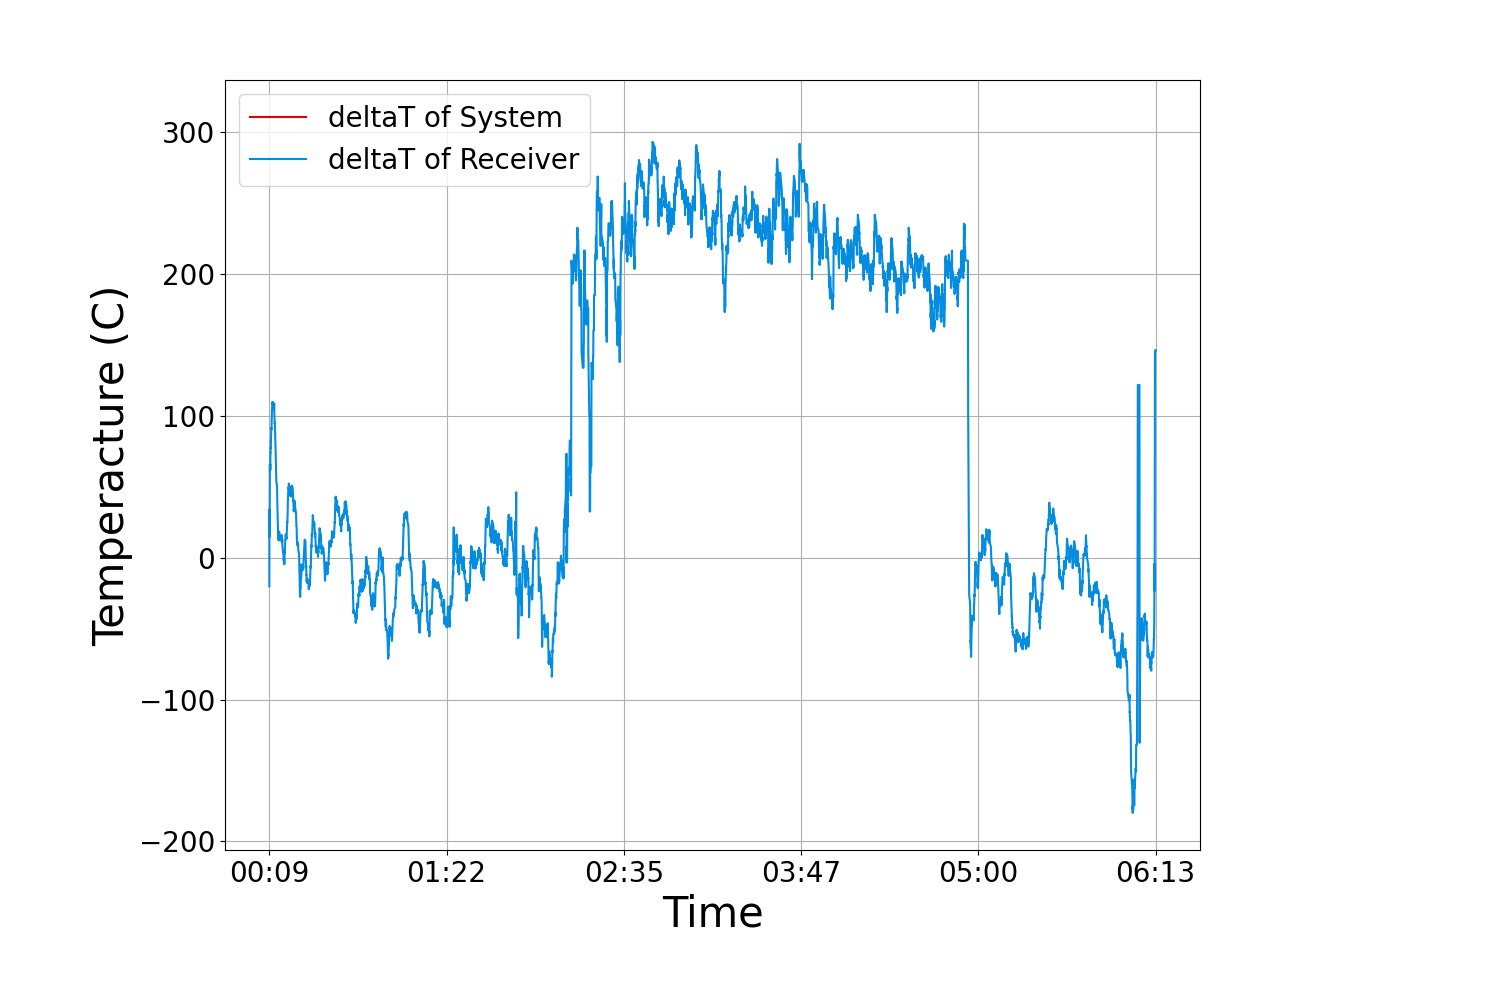 deltaT of System
deltaT of Receiver
300
200
100
0
−100
−200
Temperacture (C)
00:09 01:22 02:35 03:47 05:00 06:13
Time